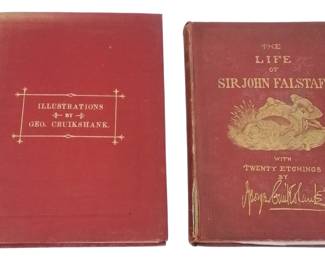 ILLUSTRATIONS
BY
GEO. CRUIKSHANK.
THE
LIFE
OF
SIR JOHN FALSTAFF
WITH
TWENTY ETCHINGS
BY
George Cruikshank